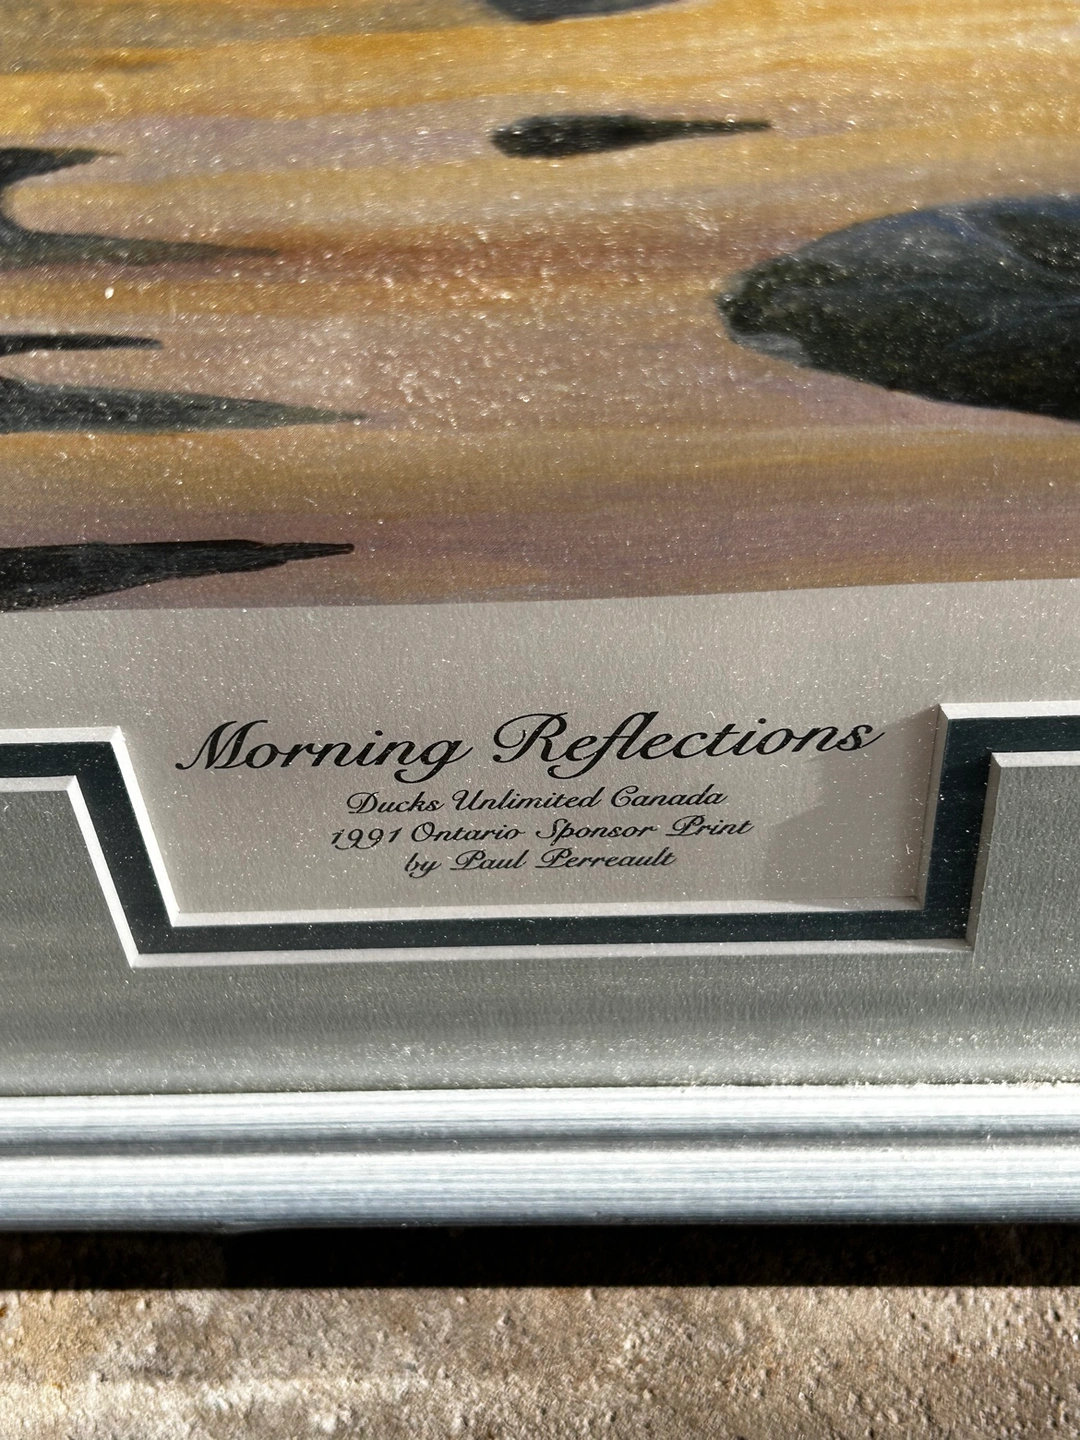 Morning Reflections
Ducks Unlimited Canada
1991 Ontario Sponsor Print
by Paul Perreault